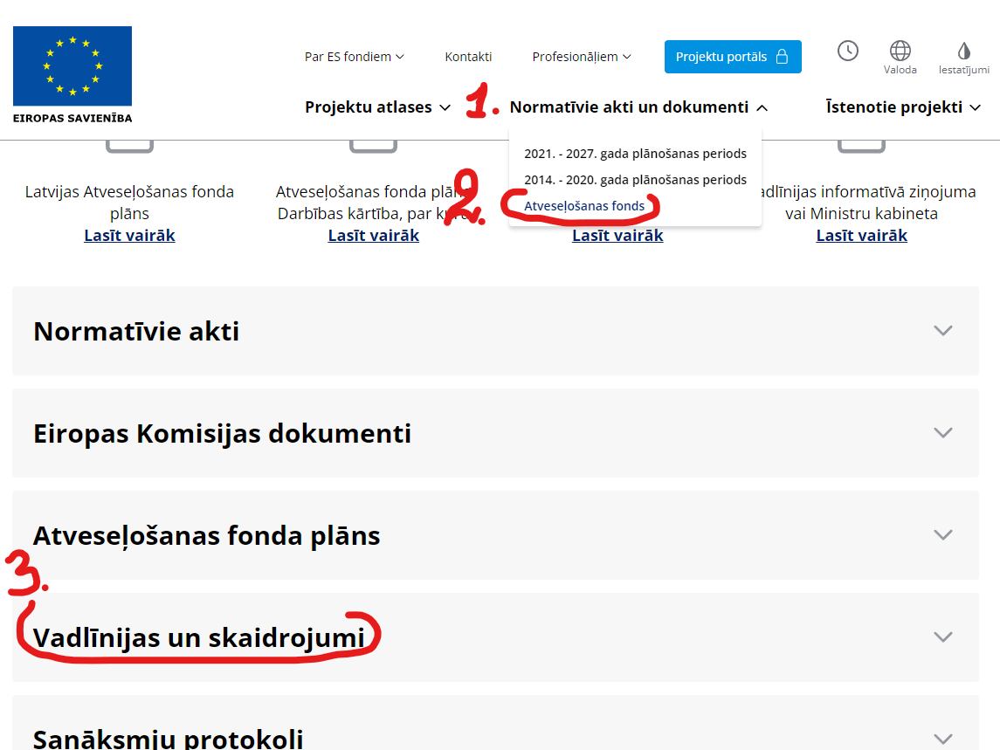 Par ES fondiem Kontakti Profesionāļiem Projektu portāls
Valoda Iestatījumi
EIROPAS SAVIENĪBA
Projektu atlases 1. Normatīvie akti un dokumenti Īstenotie projekti
2021. - 2027. gada plānošanas periods
2014. - 2020. gada plānošanas periods
2. Atveseļošanas fonds
Latvijas Atveseļošanas fonda
plāns
Lasīt vairāk
Atveseļošanas fonda
Darbības kārtība, par
Lasīt vairāk
Lasīt vairāk
informatīvā ziņojuma
vai Ministru kabineta
Lasīt vairāk
Normatīvie akti
Eiropas Komisijas dokumenti
Atveseļošanas fonda plāns
3.
Vadlīnijas un skaidrojumi
Sanāksmju protokoli